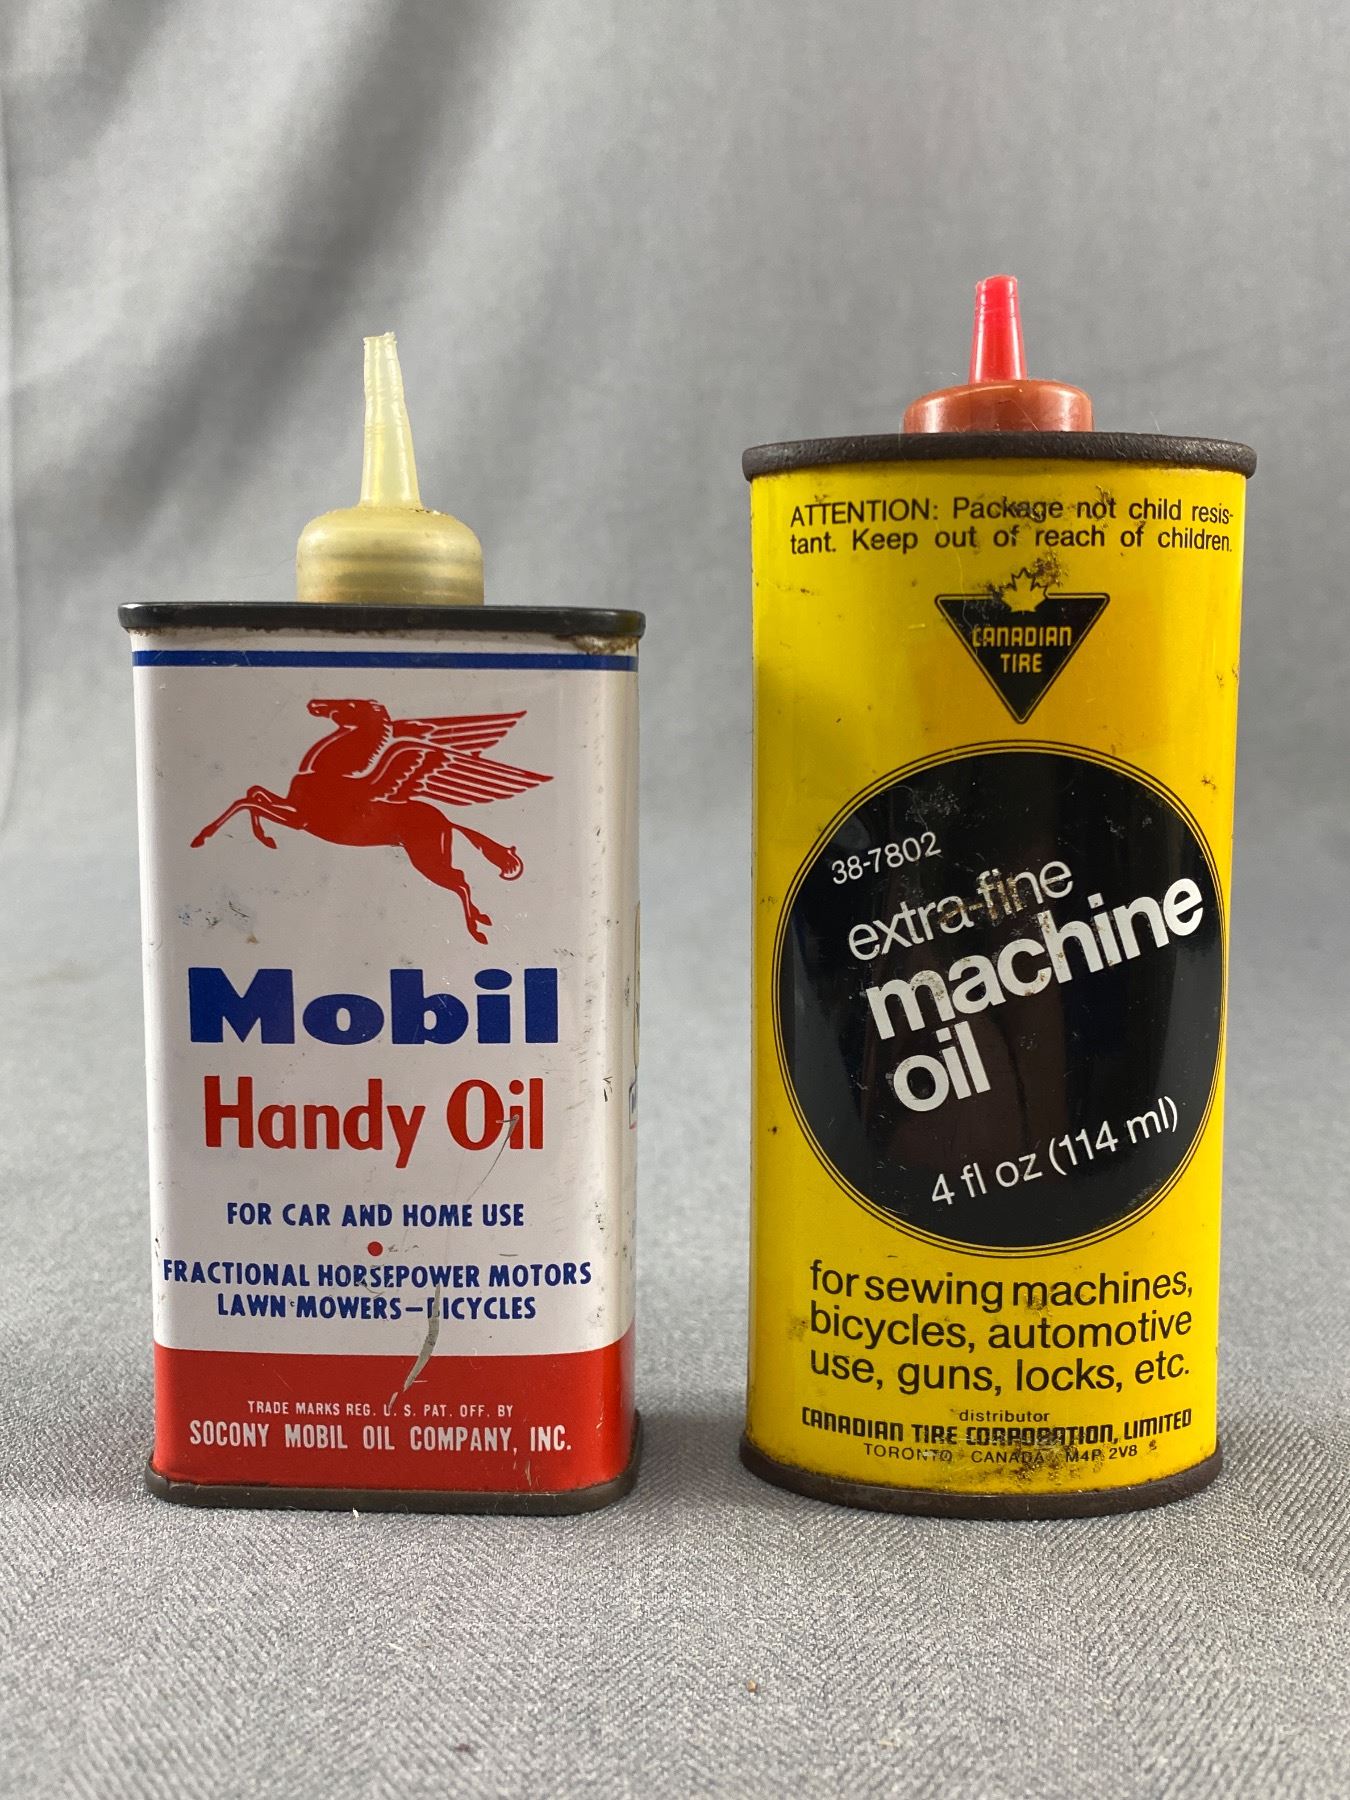 Mobil
Handy Oil
FOR CAR AND HOME USE
FRACTIONAL HORSEPOWER MOTORS
LAWN MOWERS–BICYCLES
TRADE MARKS REG. U. S. PAT. OFF. BY
SOCONY MOBIL OIL COMPANY, INC.
ATTENTION: Package not child resis-
tant. Keep out of reach of children.
CANADIAN
TIRE
38-7802
extra-fine
machine
oil
4 fl oz (114 ml)
for sewing machines,
bicycles, automotive
use, guns, locks, etc.
distributor
CANADIAN TIRE CORPORATION, LIMITED
TORONTO CANADA M4P 2V8